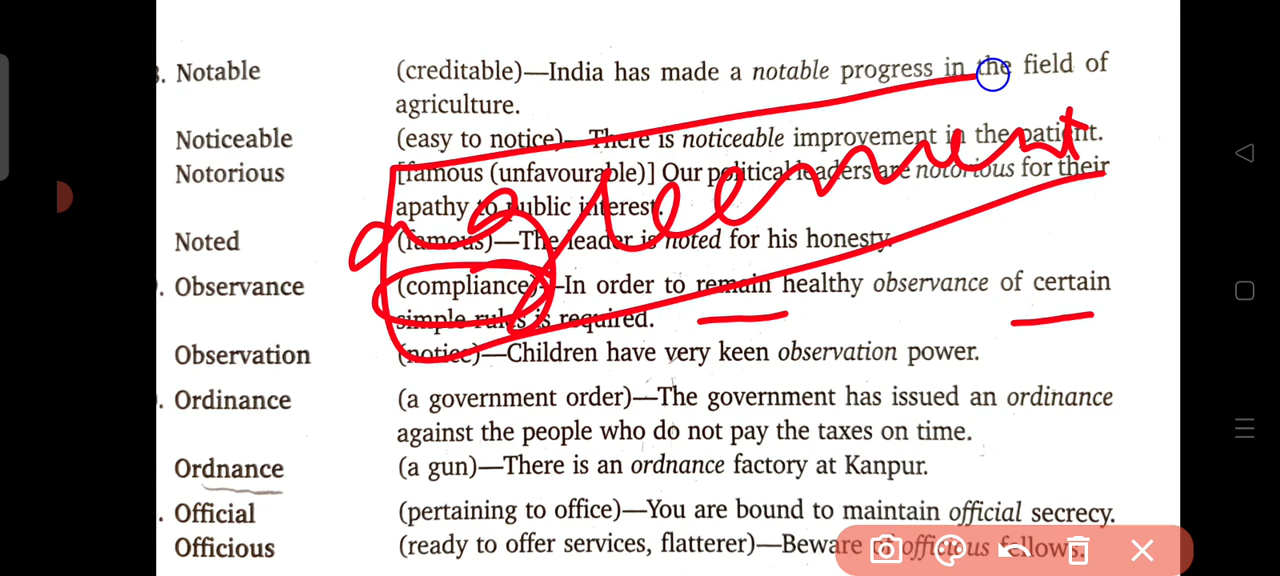 . Notable (creditable)—India has made a notable progress in the field of
agriculture.
Noticeable (easy to notice)—There is noticeable improvement in the patient.
Notorious [famous (unfavourable)] Our political leaders are notorious for their
apathy to public interest.
Noted (famous)—The leader is noted for his honesty.
. Observance (compliance)—In order to remain healthy observance of certain
simple rules is required.
Observation (notice)—Children have very keen observation power.
. Ordinance (a government order)—The government has issued an ordinance
against the people who do not pay the taxes on time.
Ordnance (a gun)—There is an ordnance factory at Kanpur.
. Official (pertaining to office)—You are bound to maintain official secrecy.
Officious (ready to offer services, flatterer)—Beware of officious fellows.
agreement